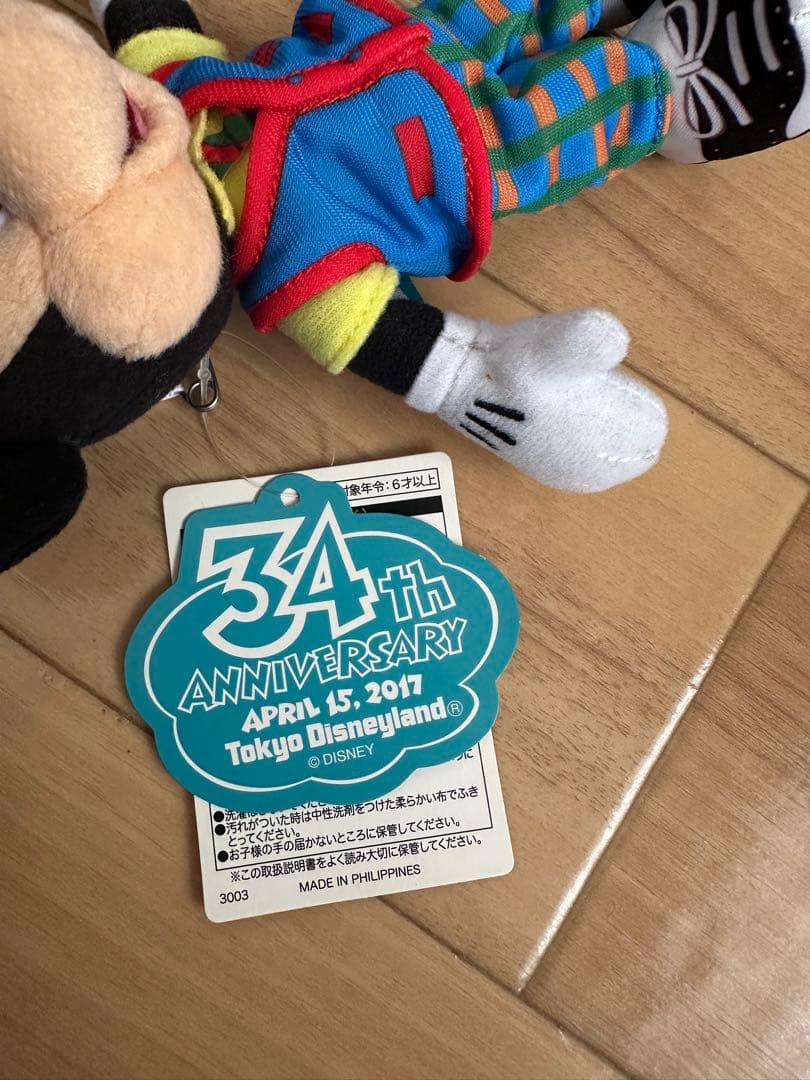 対象年令:6才以上
34th
ANNIVERSARY
APRIL 15, 2017
Tokyo Disneyland®
© DISNEY
●汚れがついた時は中性洗剤をつけた柔らかい布でふき
とってください。
●お子様の手の届かないところに保管してください。
※この取扱説明書をよく読み大切に保管してください。
3003
MADE IN PHILIPPINES